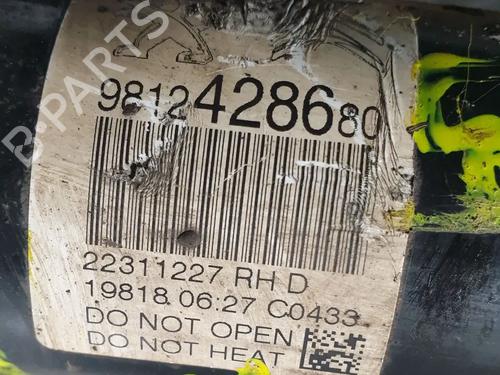 9812428680
22311227 RH D
19818 06:27 C0433
DO NOT OPEN
DO NOT HEAT
B-PARTS